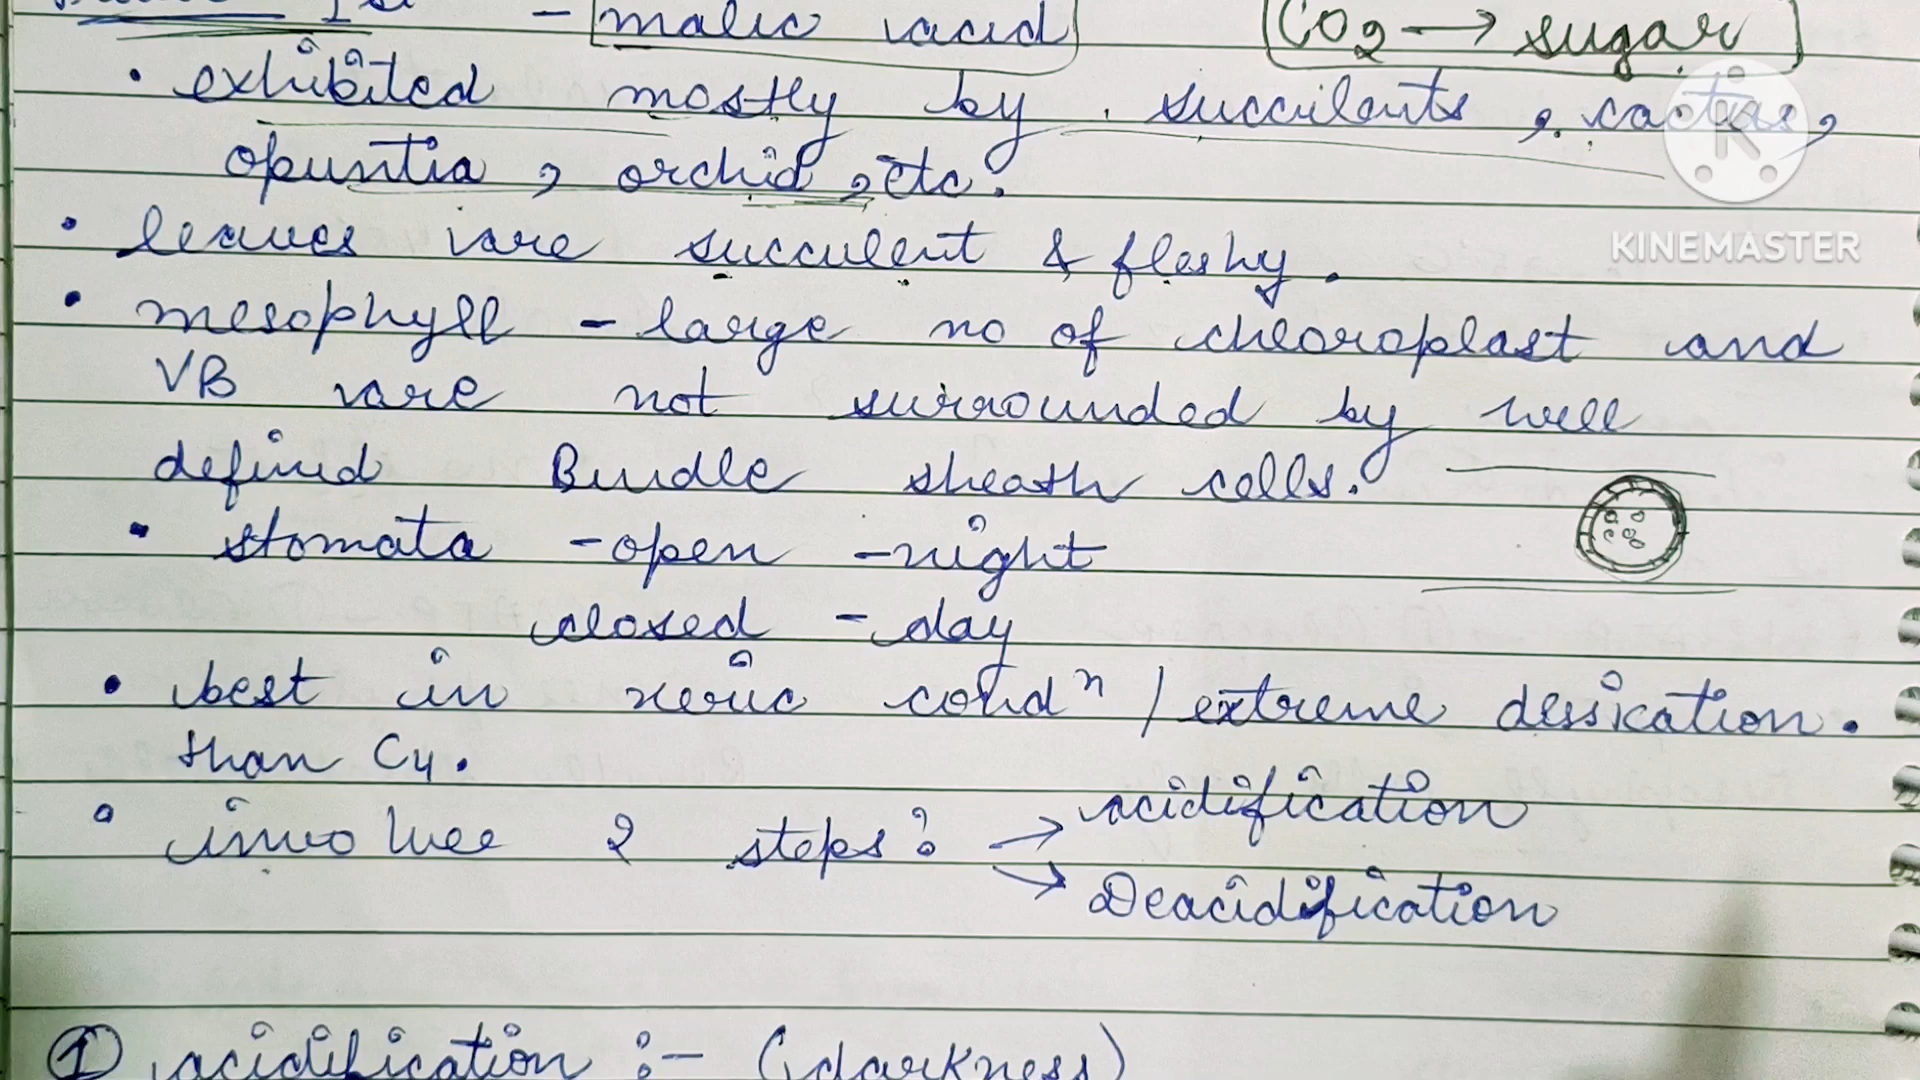 1st - malic acid CO2 → sugar
• exhibited mostly by succulents, cactus,
opuntia, orchid, etc.
• leaves are succulent & fleshy.
• mesophyll - large no of chloroplast and
VB are not surrounded by well
defined Bundle sheath cells.
• stomata - open - night
closed - day
• best in xeric condⁿ / extreme dessication.
than C4.
• involves 2 steps: → acidification
→ Deacidification
① acidification :- (darkness)
KINEMASTER